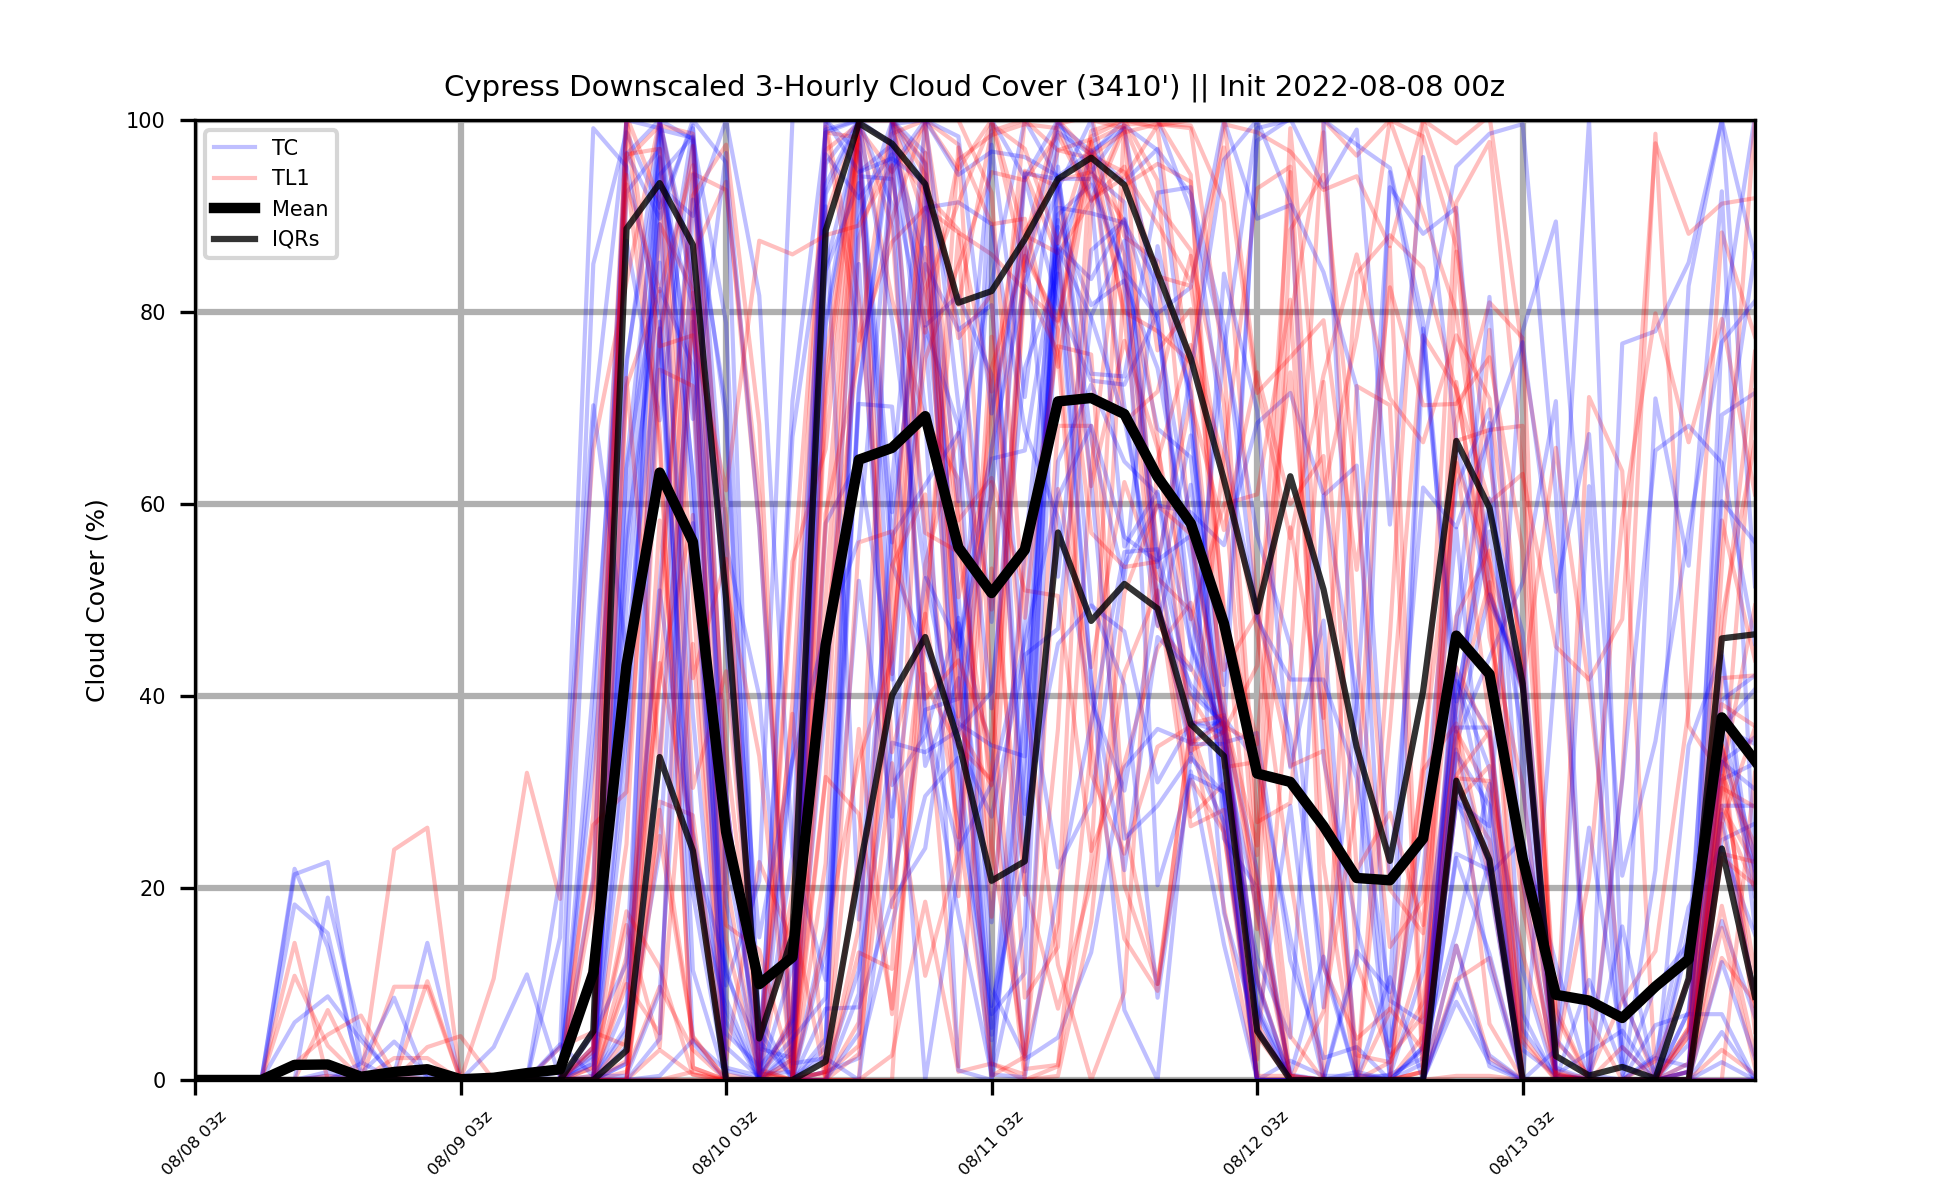 Cypress Downscaled 3-Hourly Cloud Cover (3410') || Init 2022-08-08 00z
100
80
60
40
20
0
Cloud Cover (%)
TC
TL1
Mean
IQRs
08/08 03z
08/09 03z
08/10 03z
08/11 03z
08/12 03z
08/13 03z